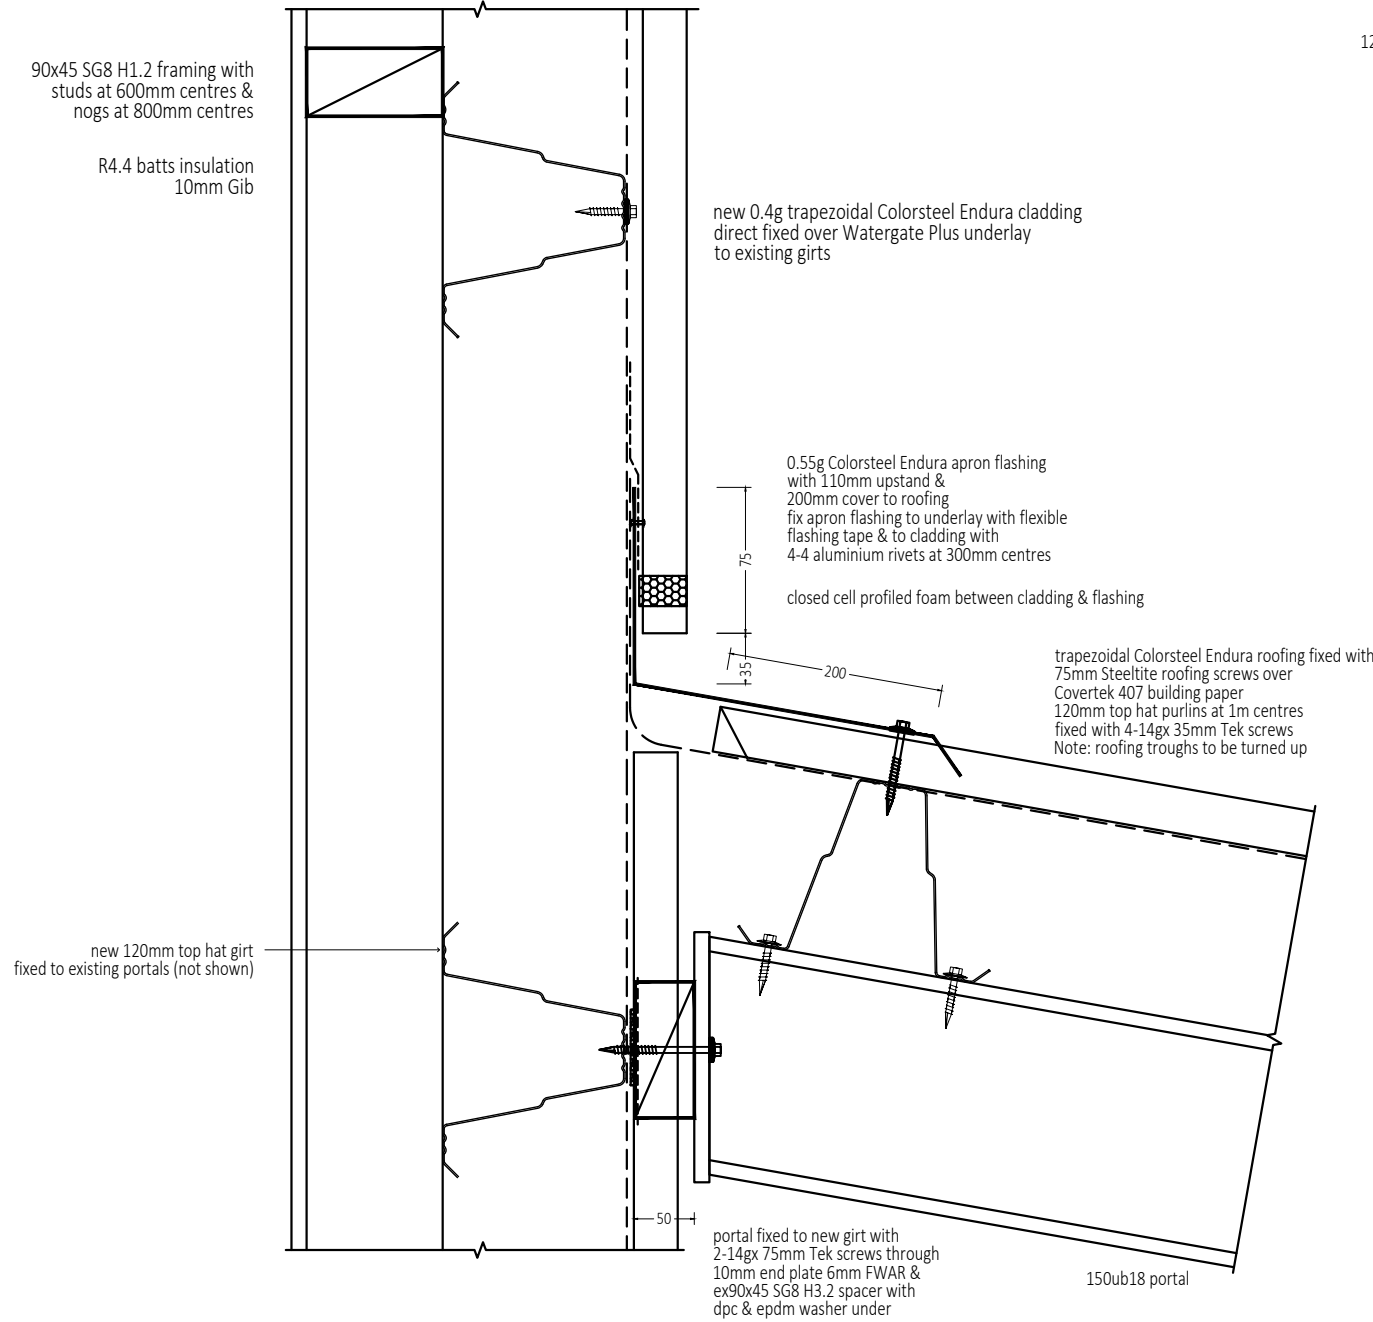 12
90x45 SG8 H1.2 framing with
studs at 600mm centres &
nogs at 800mm centres
R4.4 batts insulation
10mm Gib
new 0.4g trapezoidal Colorsteel Endura cladding
direct fixed over Watergate Plus underlay
to existing girts
0.55g Colorsteel Endura apron flashing
with 110mm upstand &
200mm cover to roofing
fix apron flashing to underlay with flexible
flashing tape & to cladding with
4-4 aluminium rivets at 300mm centres
75
closed cell profiled foam between cladding & flashing
35
200
trapezoidal Colorsteel Endura roofing fixed with
75mm Steeltite roofing screws over
Covertek 407 building paper
120mm top hat purlins at 1m centres
fixed with 4-14gx 35mm Tek screws
Note: roofing troughs to be turned up
new 120mm top hat girt
fixed to existing portals (not shown)
50
portal fixed to new girt with
2-14gx 75mm Tek screws through
10mm end plate 6mm FWAR &
ex90x45 SG8 H3.2 spacer with
dpc & epdm washer under
150ub18 portal